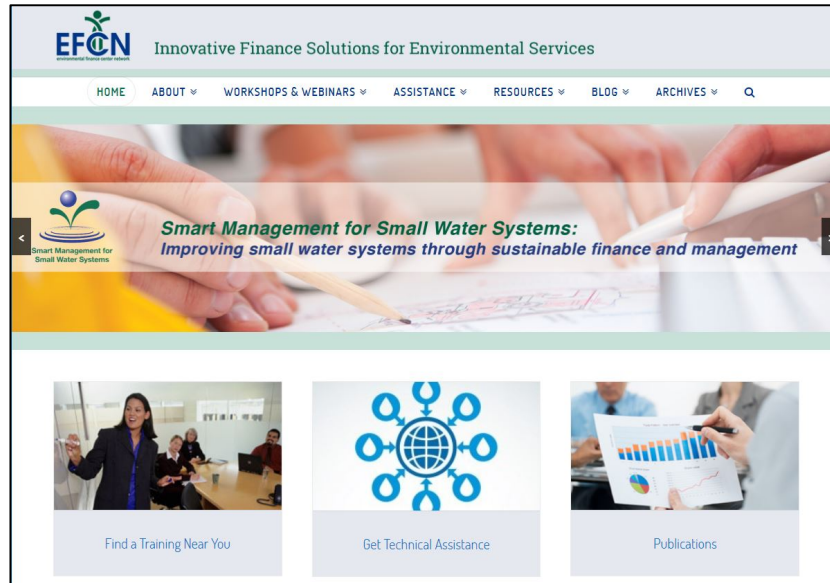 EFCN
environmental finance center network
Innovative Finance Solutions for Environmental Services
HOME ABOUT WORKSHOPS & WEBINARS ASSISTANCE RESOURCES BLOG ARCHIVES
Smart Management for Small Water Systems:
Improving small water systems through sustainable finance and management
Smart Management for
Small Water Systems
Find a Training Near You
Get Technical Assistance
Publications